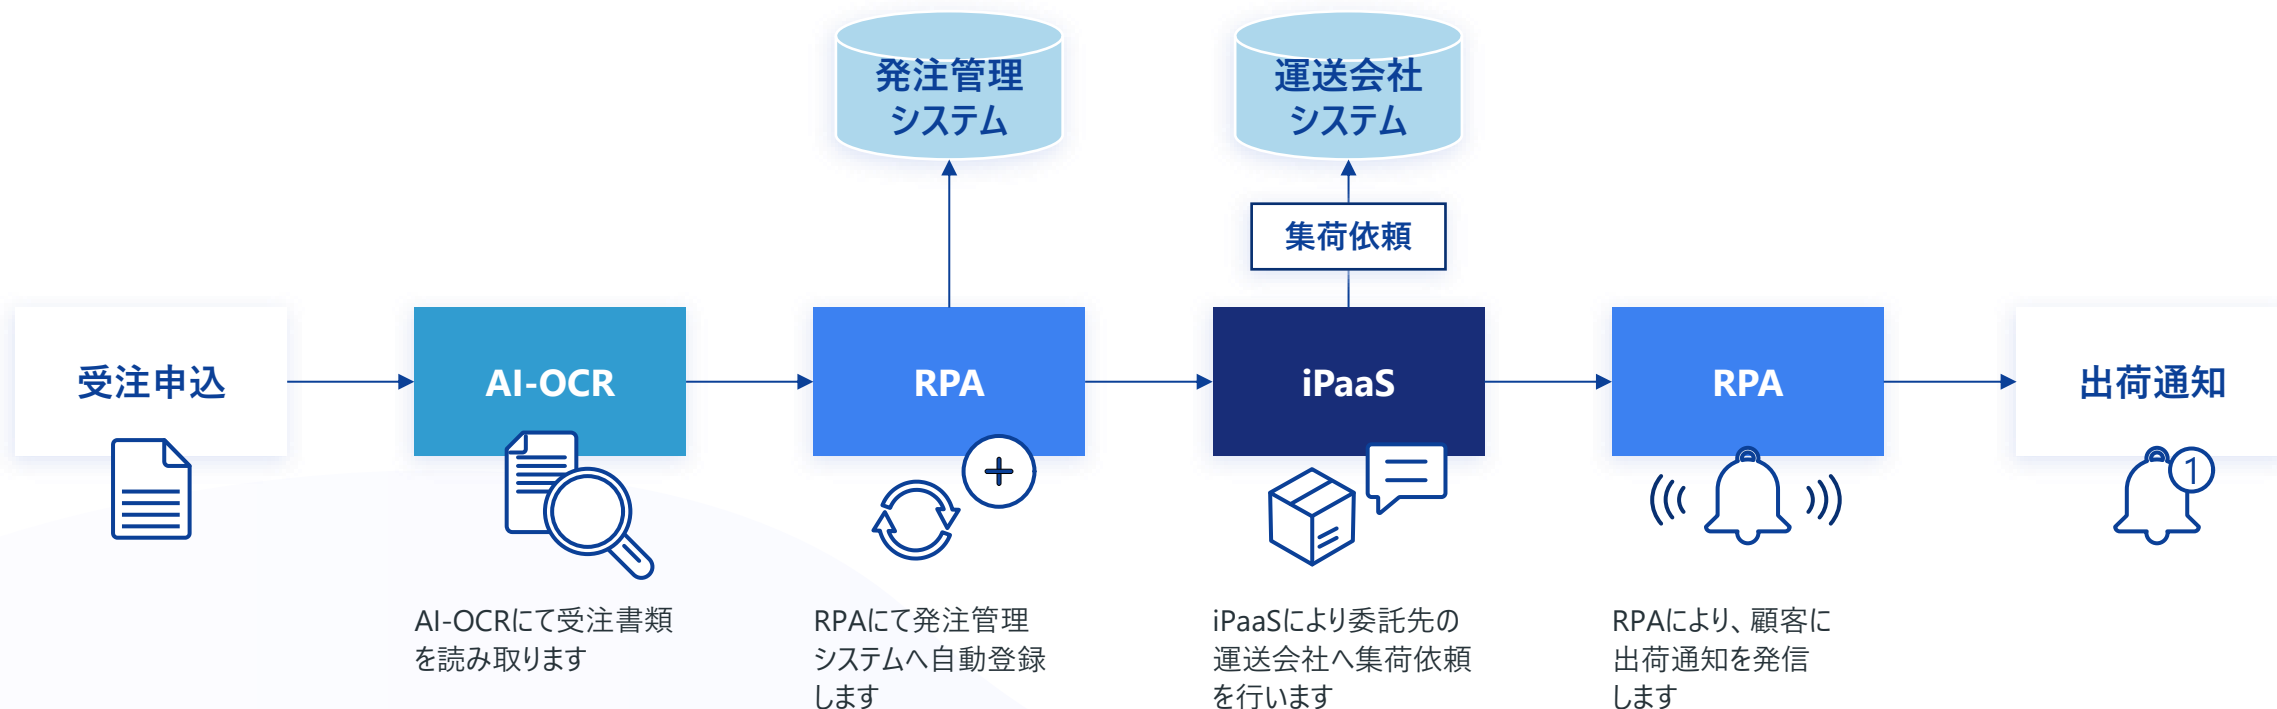 発注管理
システム
運送会社
システム
集荷依頼
受注申込
AI-OCR
RPA
iPaaS
RPA
出荷通知
1
AI-OCRにて受注書類
を読み取ります
RPAにて発注管理
システムへ自動登録
します
iPaaSにより委託先の
運送会社へ集荷依頼
を行います
RPAにより、顧客に
出荷通知を発信
します